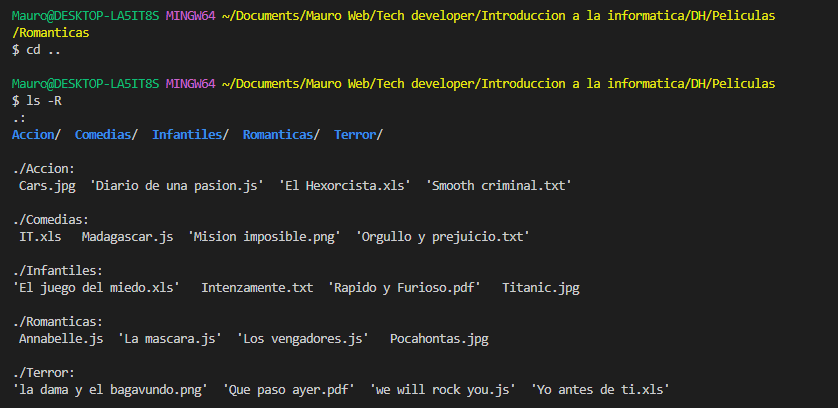 Mauro@DESKTOP-LA5IT8S MINGW64 ~/Documents/Mauro Web/Tech developer/Introduccion a la informatica/DH/Peliculas
/Romanticas
$ cd ..
Mauro@DESKTOP-LA5IT8S MINGW64 ~/Documents/Mauro Web/Tech developer/Introduccion a la informatica/DH/Peliculas
$ ls -R
.:
Accion/  Comedias/  Infantiles/  Romanticas/  Terror/
./Accion:
 Cars.jpg  'Diario de una pasion.js'  'El Hexorcista.xls'  'Smooth criminal.txt'
./Comedias:
 IT.xls   Madagascar.js  'Mision imposible.png'  'Orgullo y prejuicio.txt'
./Infantiles:
'El juego del miedo.xls'   Intenzamente.txt  'Rapido y Furioso.pdf'   Titanic.jpg
./Romanticas:
 Annabelle.js  'La mascara.js'  'Los vengadores.js'   Pocahontas.jpg
./Terror:
'la dama y el bagavundo.png'  'Que paso ayer.pdf'  'we will rock you.js'  'Yo antes de ti.xls'